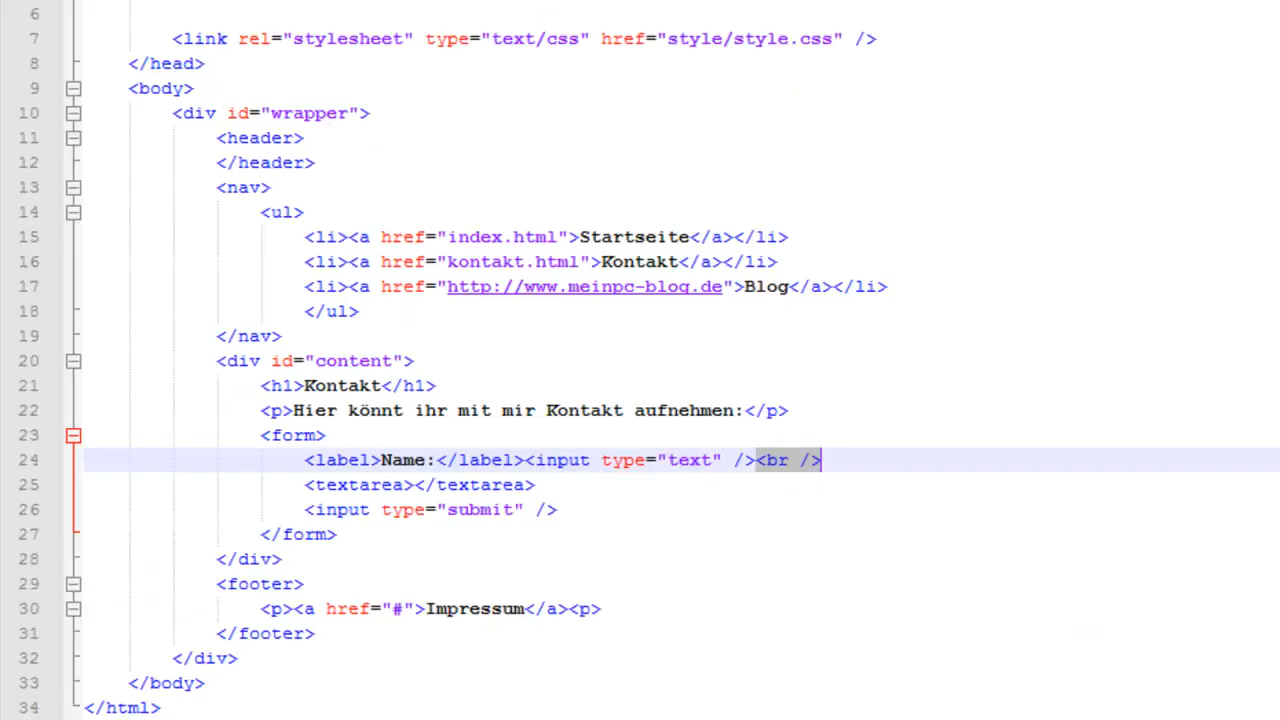 6
7 <link rel="stylesheet" type="text/css" href="style/style.css" />
8 </head>
9 <body>
10 <div id="wrapper">
11 <header>
12 </header>
13 <nav>
14 <ul>
15 <li><a href="index.html">Startseite</a></li>
16 <li><a href="kontakt.html">Kontakt</a></li>
17 <li><a href="http://www.meinpc-blog.de">Blog</a></li>
18 </ul>
19 </nav>
20 <div id="content">
21 <h1>Kontakt</h1>
22 <p>Hier könnt ihr mit mir Kontakt aufnehmen:</p>
23 <form>
24 <label>Name:</label><input type="text" /><br />
25 <textarea></textarea>
26 <input type="submit" />
27 </form>
28 </div>
29 <footer>
30 <p><a href="#">Impressum</a><p>
31 </footer>
32 </div>
33 </body>
34 </html>